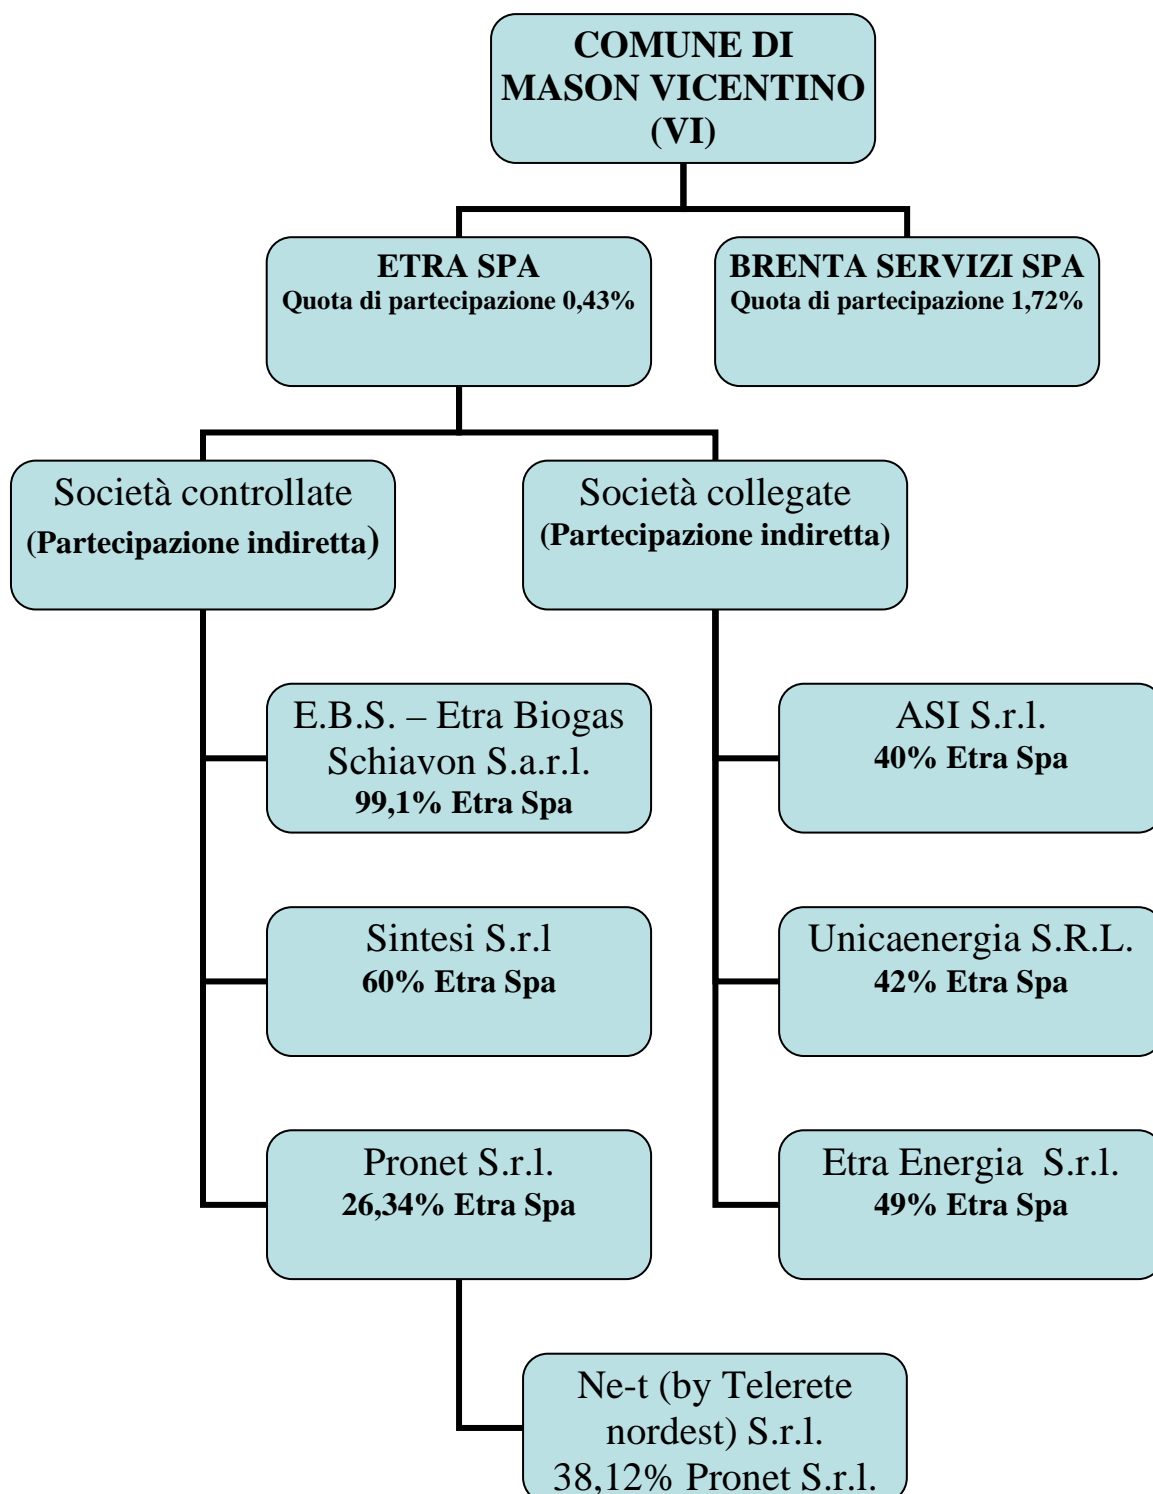 COMUNE DI
MASON VICENTINO
(VI)
ETRA SPA
Quota di partecipazione 0,43%
BRENTA SERVIZI SPA
Quota di partecipazione 1,72%
Società controllate
(Partecipazione indiretta)
Società collegate
(Partecipazione indiretta)
E.B.S. – Etra Biogas
Schiavon S.a.r.l.
99,1% Etra Spa
ASI S.r.l.
40% Etra Spa
Sintesi S.r.l
60% Etra Spa
Unicaenergia S.R.L.
42% Etra Spa
Pronet S.r.l.
26,34% Etra Spa
Etra Energia  S.r.l.
49% Etra Spa
Ne-t (by Telerete
nordest) S.r.l.
38,12% Pronet S.r.l.